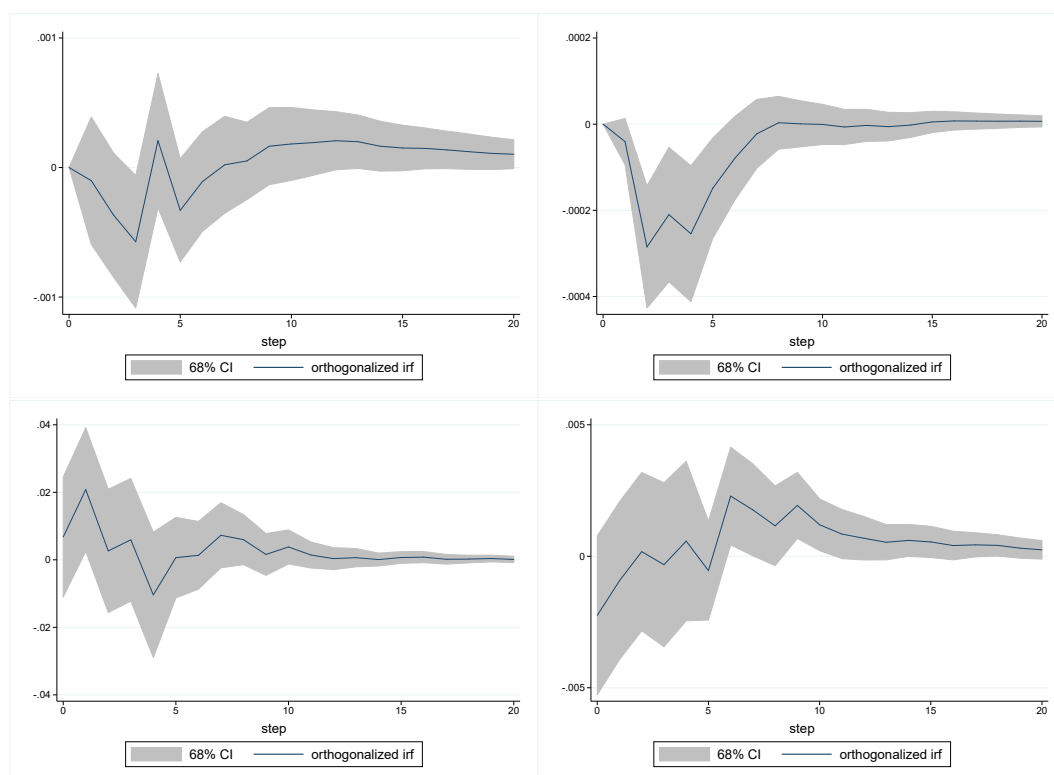 .001
0
-.001
0 5 10 15 20
step
68% CI orthogonalized irf
.0002
0
-.0002
-.0004
0 5 10 15 20
step
68% CI orthogonalized irf
.04
.02
0
-.02
-.04
0 5 10 15 20
step
68% CI orthogonalized irf
.005
0
-.005
0 5 10 15 20
step
68% CI orthogonalized irf